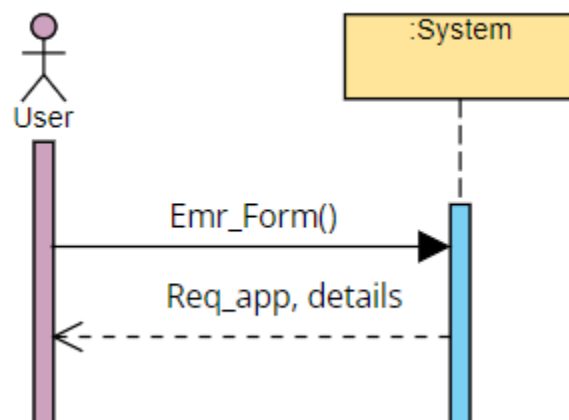 :System
User
Emr_Form()
Req_app, details